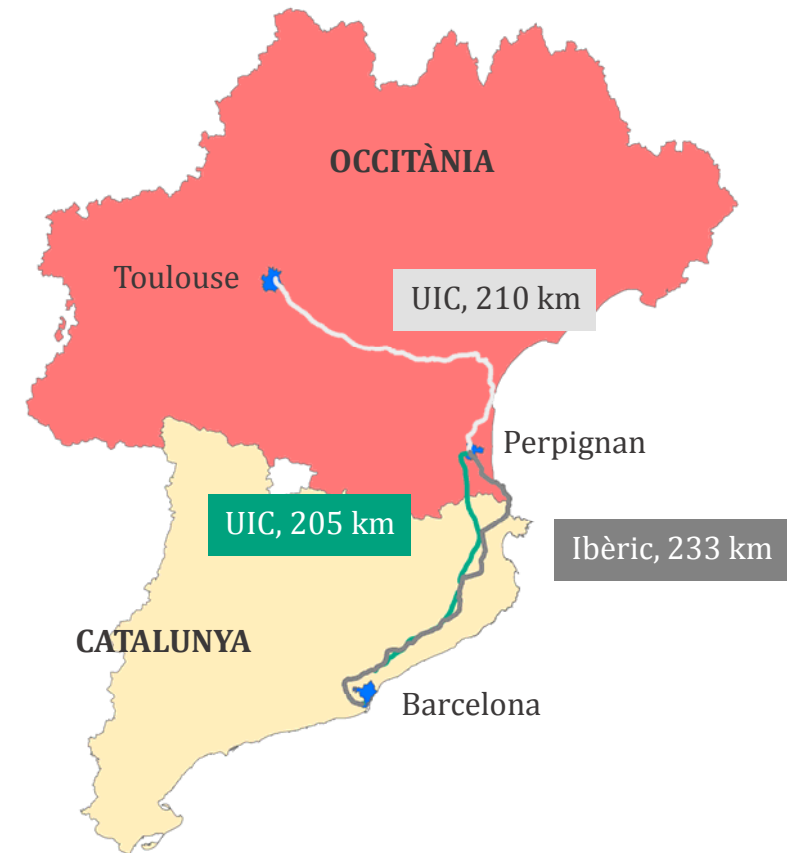 OCCITÀNIA
Toulouse
UIC, 210 km
Perpignan
UIC, 205 km
Ibèric, 233 km
CATALUNYA
Barcelona